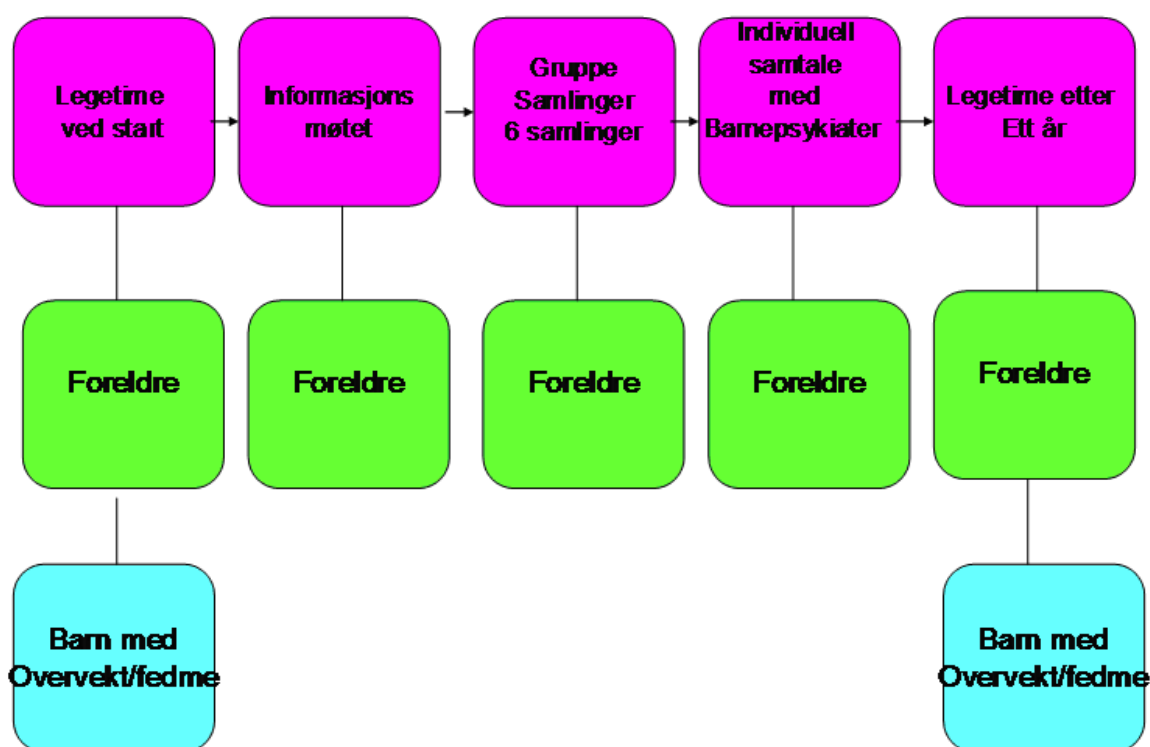 Legetime
ved start
Informasjons
møtet
Gruppe
Samlinger
6 samlinger
Individuell
samtale
med
Barnepsykiater
Legetime etter
Ett år
Foreldre
Foreldre
Foreldre
Foreldre
Foreldre
Barn med
Overvekt/fedme
Barn med
Overvekt/fedme